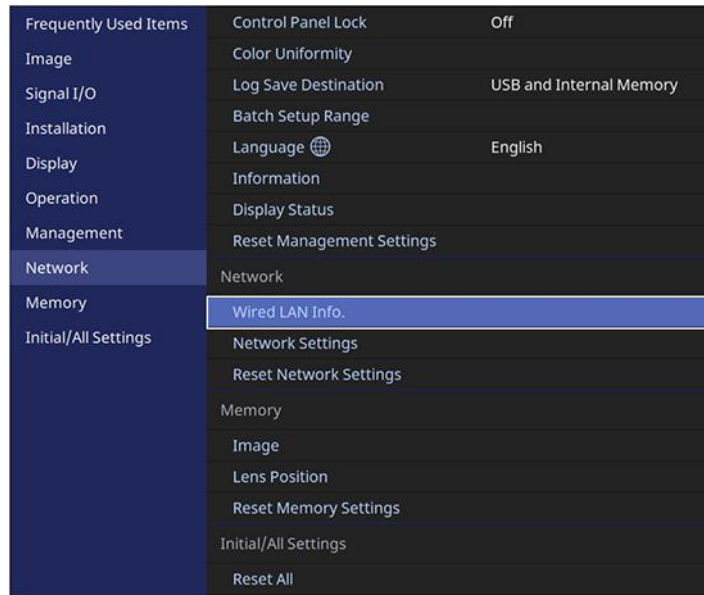 Frequently Used Items
Image
Signal I/O
Installation
Display
Operation
Management
Network
Memory
Initial/All Settings
Control Panel Lock Off
Color Uniformity
Log Save Destination USB and Internal Memory
Batch Setup Range
Language English
Information
Display Status
Reset Management Settings
Network
Wired LAN Info.
Network Settings
Reset Network Settings
Memory
Image
Lens Position
Reset Memory Settings
Initial/All Settings
Reset All